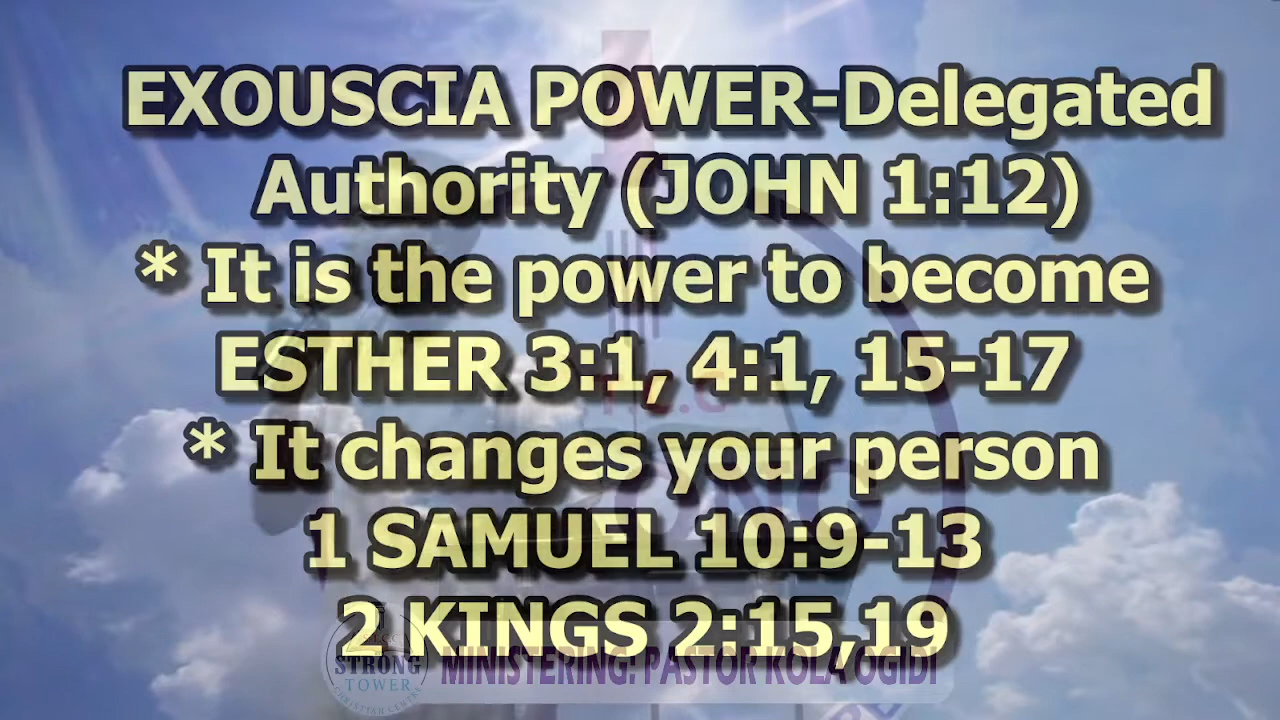 EXOUSCIA POWER-Delegated
Authority (JOHN 1:12)
* It is the power to become
ESTHER 3:1, 4:1, 15-17
* It changes your person
1 SAMUEL 10:9-13
2 KINGS 2:15,19
STRONG
TOWER
CHRISTIAN CENTRE
MINISTERING: PASTOR KOLA OGIDI